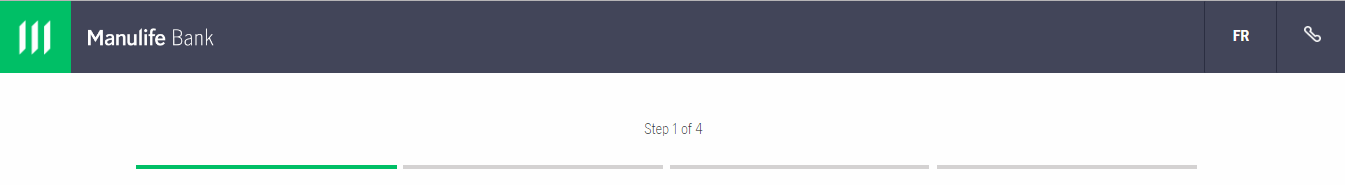 Manulife Bank
FR
Step 1 of 4